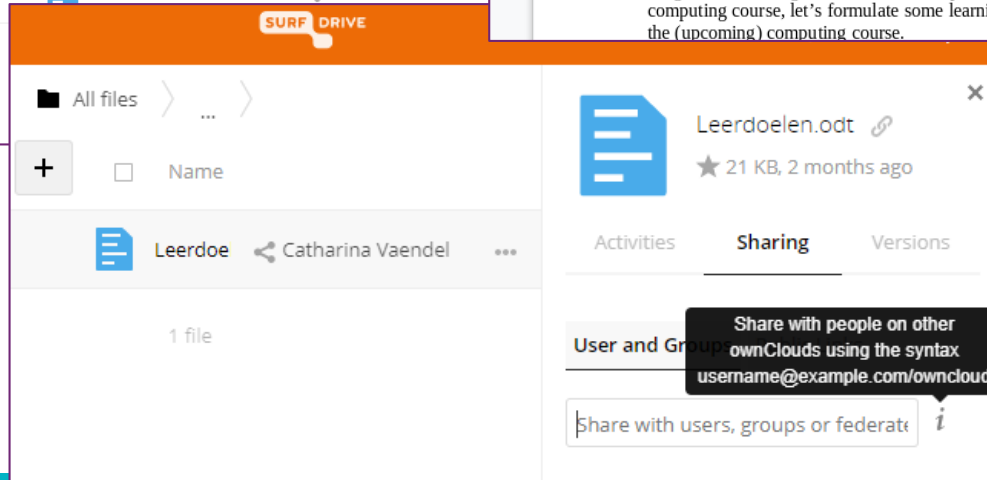 computing course, let's formulate some learni
the (upcoming) computing course.
SURF DRIVE
All files
...
+
Name
Leerdoe
Catharina Vaendel
1 file
Leerdoelen.odt
21 KB, 2 months ago
Activities
Sharing
Versions
User and Groups
Share with people on other
ownClouds using the syntax
username@example.com/owncloud
Share with users, groups or federate
i